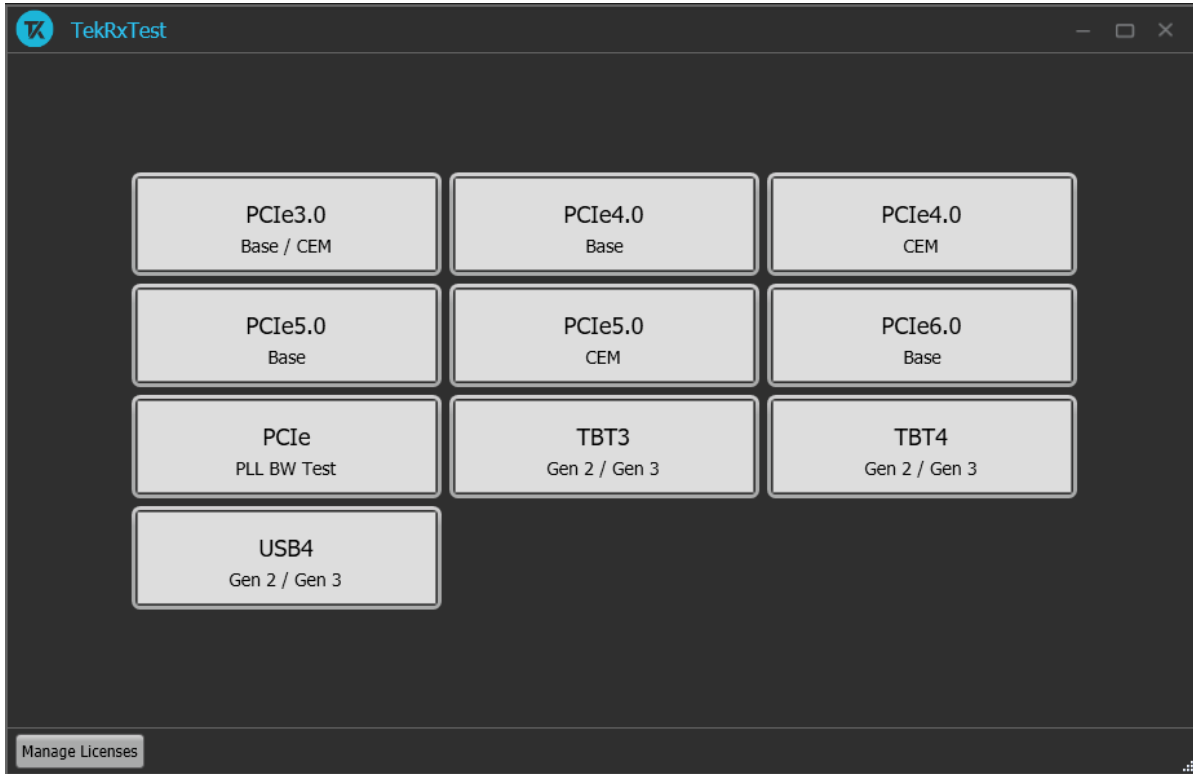 TekRxTest
PCIe3.0
Base / CEM
PCIe4.0
Base
PCIe4.0
CEM
PCIe5.0
Base
PCIe5.0
CEM
PCIe6.0
Base
PCIe
PLL BW Test
TBT3
Gen 2 / Gen 3
TBT4
Gen 2 / Gen 3
USB4
Gen 2 / Gen 3
Manage Licenses